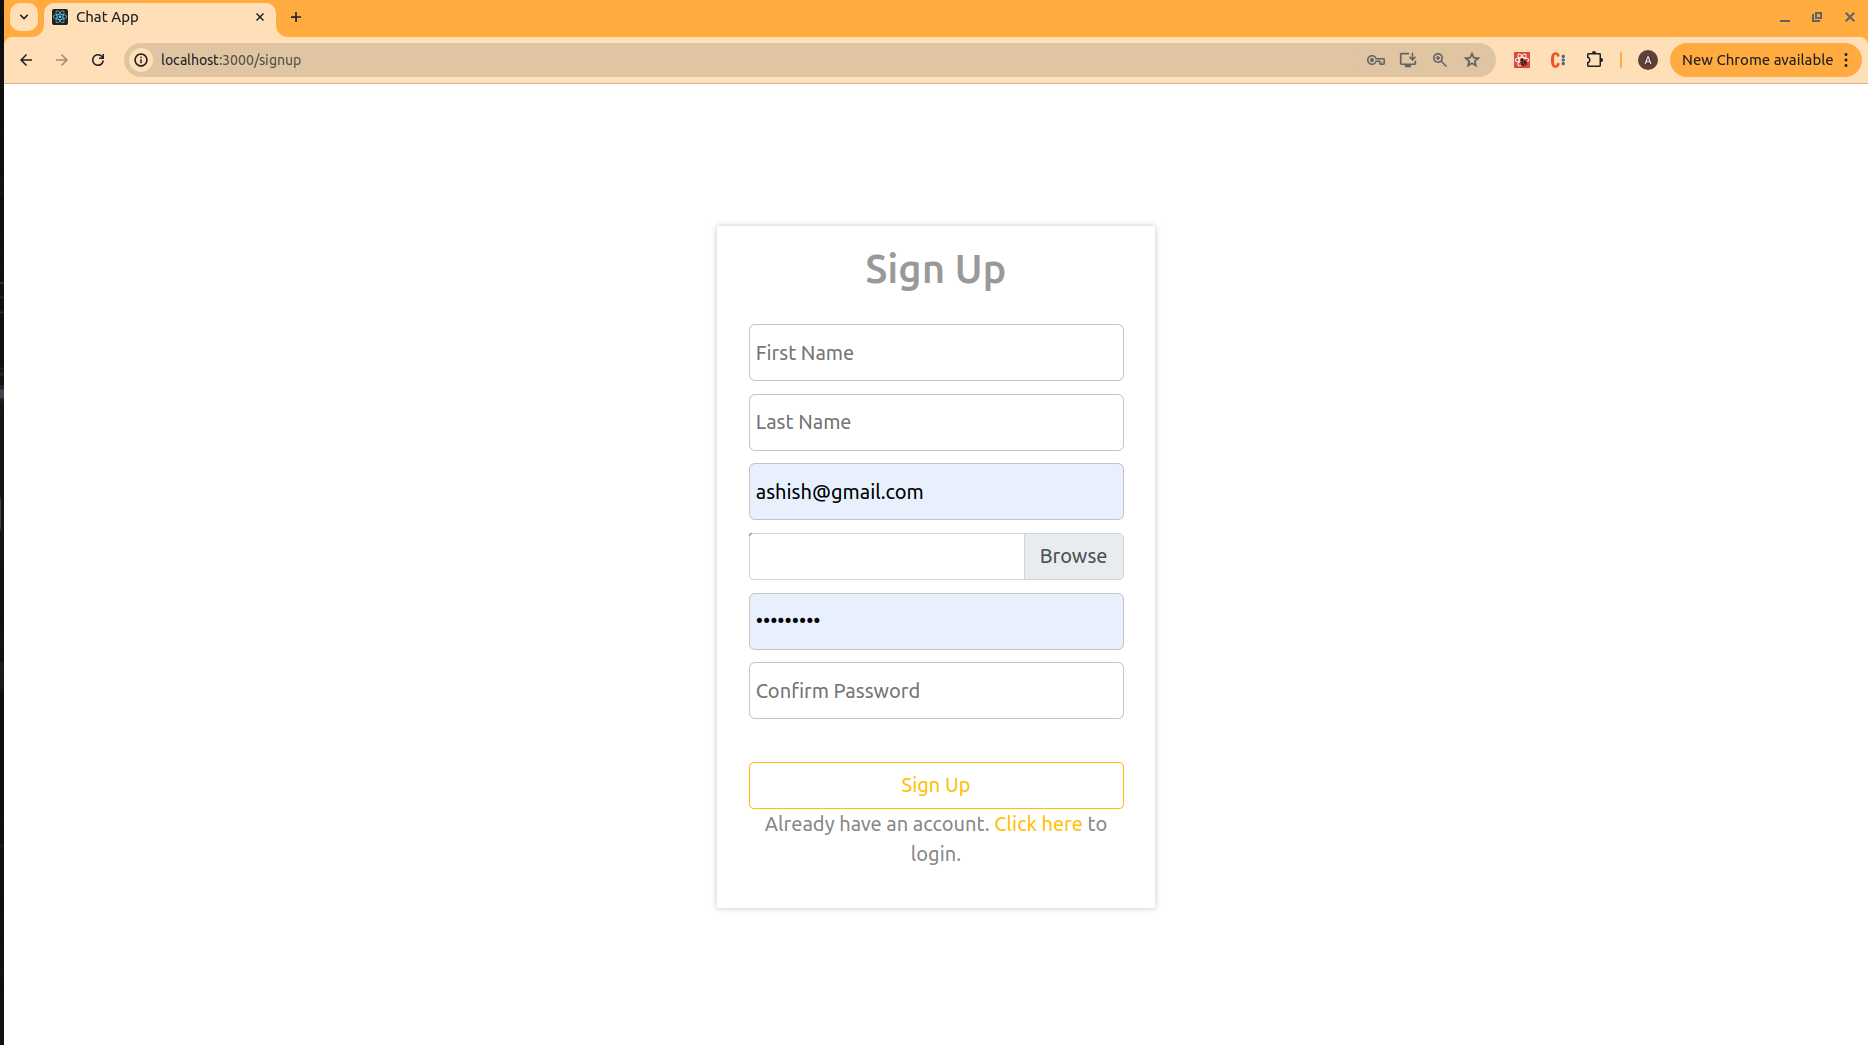 Chat App
localhost:3000/signup
A
New Chrome available
Sign Up
First Name
Last Name
ashish@gmail.com
Browse
•••••••••
Confirm Password
Sign Up
Already have an account. Click here to
login.